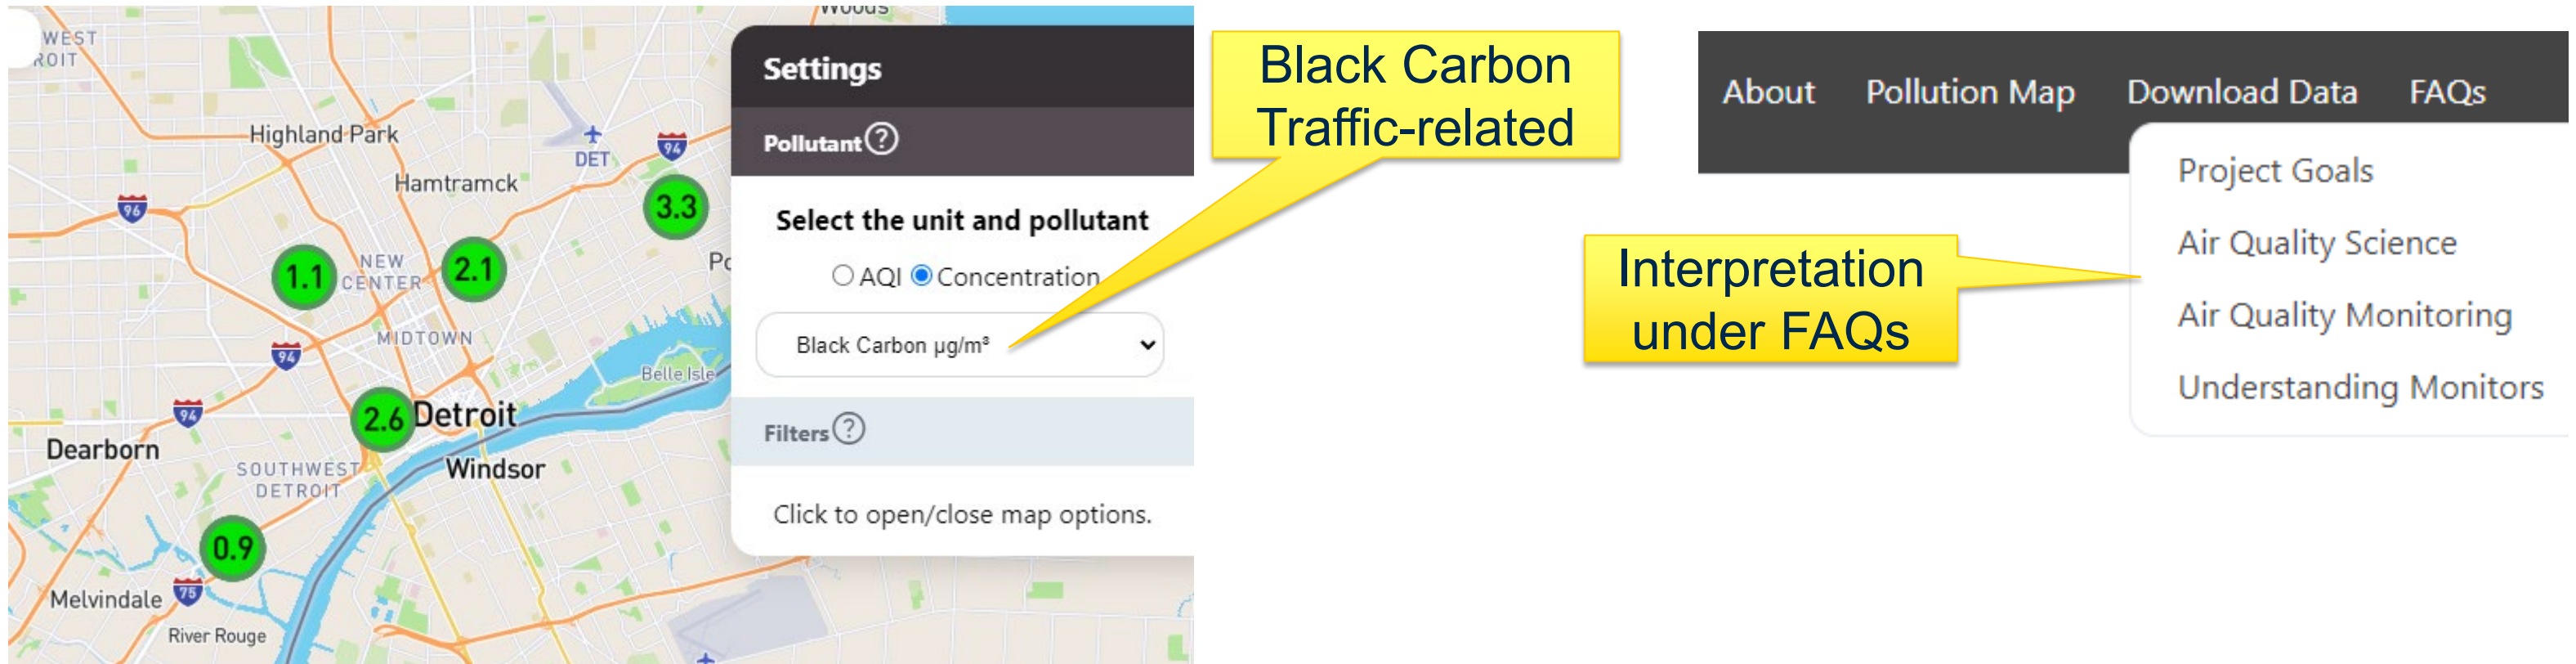 Woods
WEST
ROIT
Highland Park
DET
94
Hamtramck
96
3.3
NEW
CENTER
1.1
2.1
Po
MIDTOWN
94
Belle Isle
94
2.6
Detroit
Dearborn
SOUTHWEST
DETROIT
Windsor
0.9
Melvindale
75
River Rouge
Settings
Pollutant ?
Select the unit and pollutant
AQI Concentration
Black Carbon µg/m³
Filters ?
Click to open/close map options.
Black Carbon
Traffic-related
About Pollution Map Download Data FAQs
Project Goals
Air Quality Science
Air Quality Monitoring
Understanding Monitors
Interpretation
under FAQs